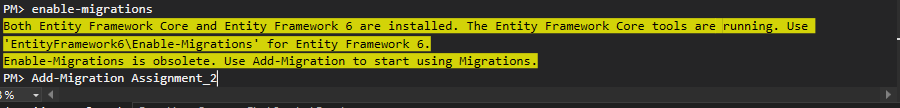 PM> enable-migrations
Both Entity Framework Core and Entity Framework 6 are installed. The Entity Framework Core tools are running. Use
'EntityFramework6\Enable-Migrations' for Entity Framework 6.
Enable-Migrations is obsolete. Use Add-Migration to start using Migrations.
PM> Add-Migration Assignment_2
%